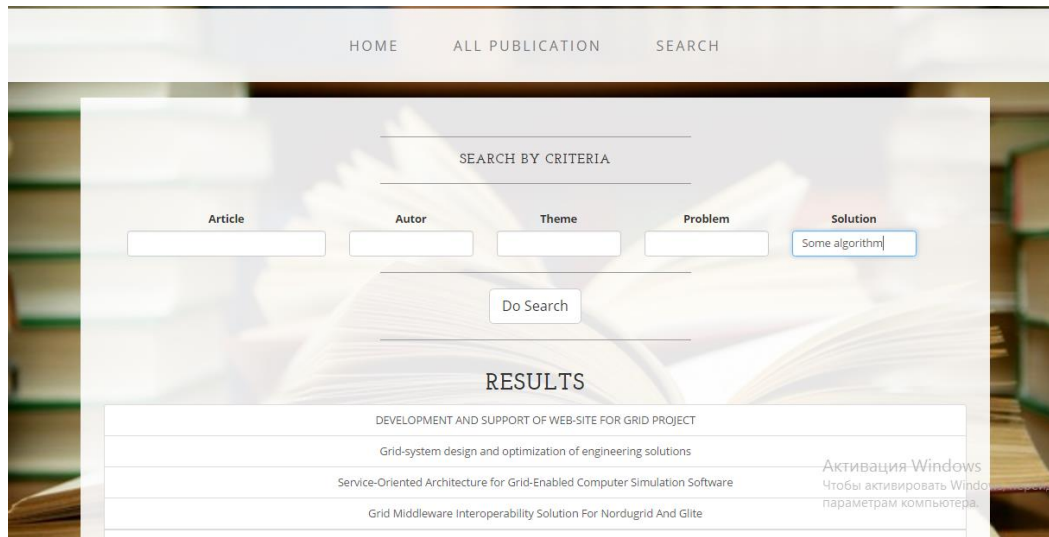 HOME ALL PUBLICATION SEARCH
SEARCH BY CRITERIA
Article Autor Theme Problem Solution
Some algorithm
Do Search
RESULTS
DEVELOPMENT AND SUPPORT OF WEB-SITE FOR GRID PROJECT
Grid-system design and optimization of engineering solutions
Service-Oriented Architecture for Grid-Enabled Computer Simulation Software
Grid Middleware Interoperability Solution For Nordugrid And Glite
Активация Windows
Чтобы активировать Windows,
параметрам компьютера.